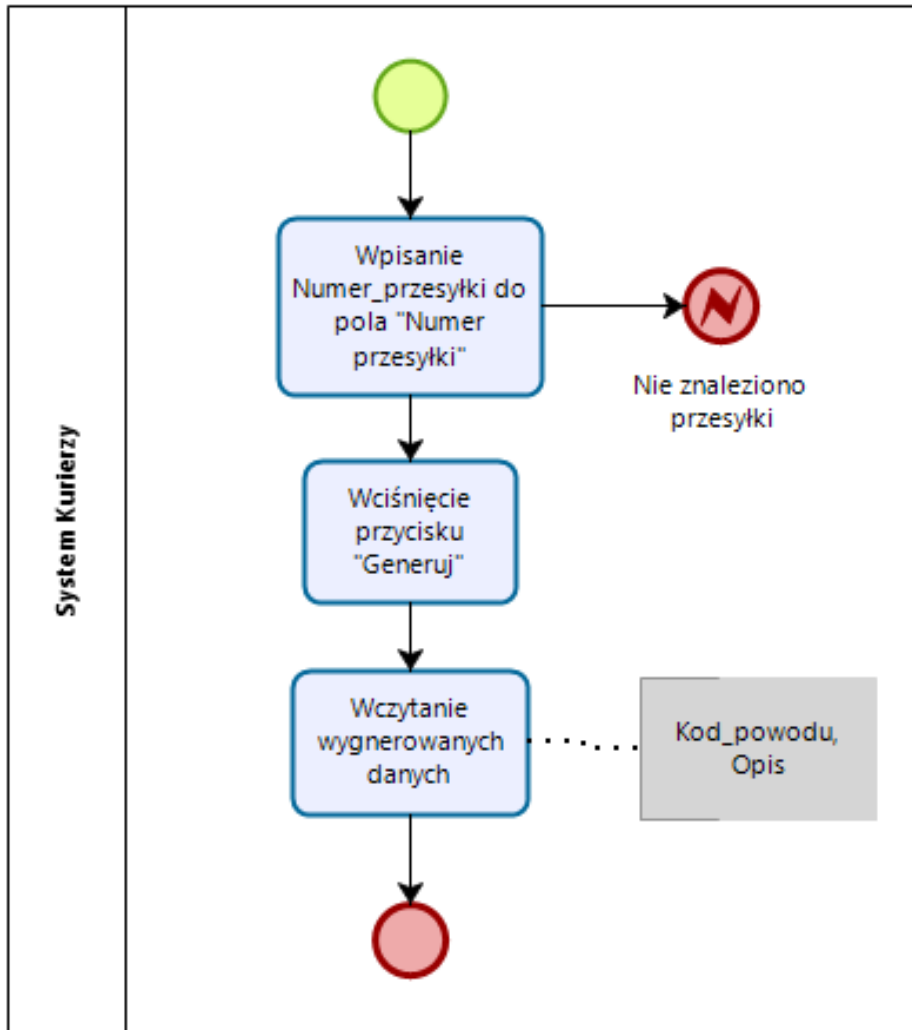 System Kurierzy
Wpisanie
Numer_przesyłki do
pola "Numer
przesyłki"
Nie znaleziono
przesyłki
Wciśnięcie
przycisku
"Generuj"
Wczytanie
wygnerowanych
danych
Kod_powodu,
Opis